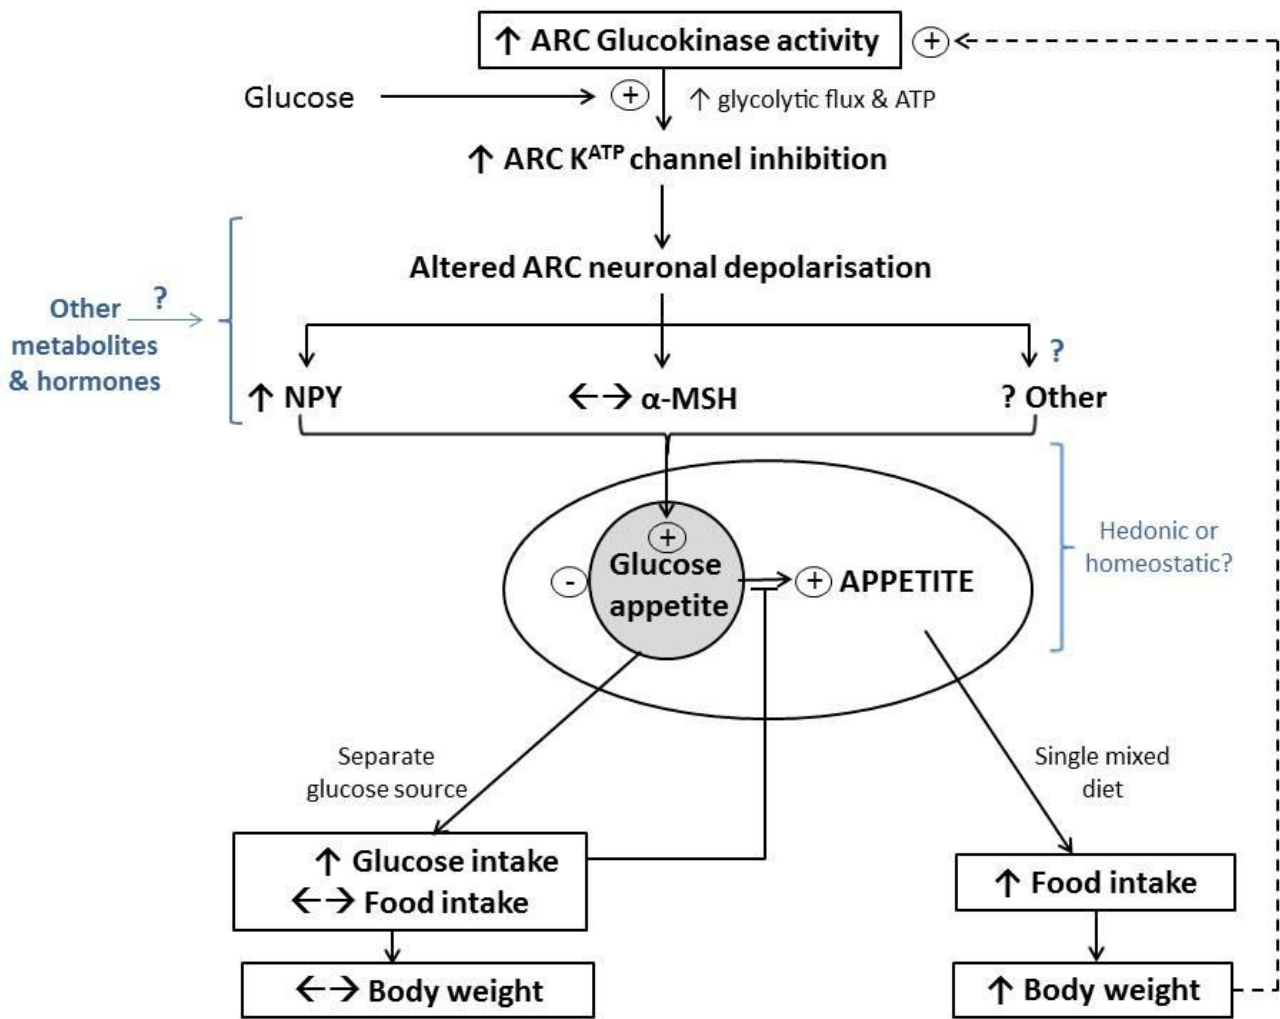 ↑ ARC Glucokinase activity
+
Glucose
+
↑ glycolytic flux & ATP
↑ ARC KATP channel inhibition
Altered ARC neuronal depolarisation
?
Other
metabolites
& hormones
?
↑ NPY
←→ α-MSH
? Other
+
Glucose
appetite
-
+ APPETITE
Hedonic or
homeostatic?
Separate
glucose source
Single mixed
diet
↑ Glucose intake
←→ Food intake
↑ Food intake
←→ Body weight
↑ Body weight